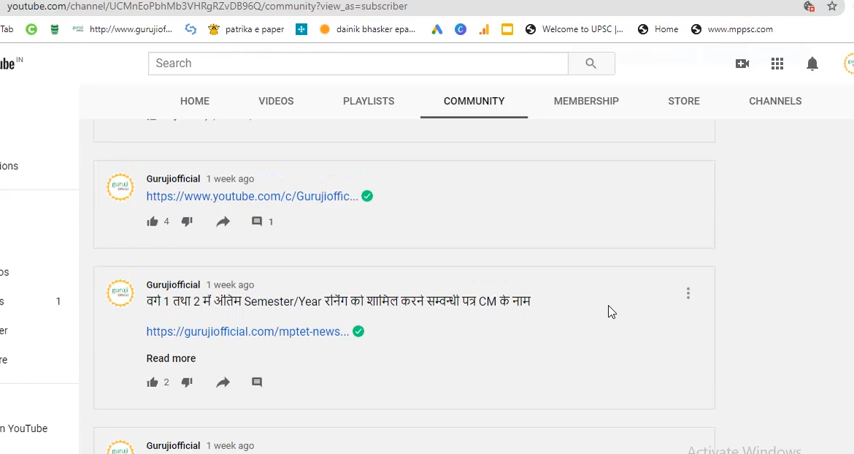 youtube.com/channel/UCMnEoPbhMb3VHRgRZvDB96Q/community?view_as=subscriber
Tab http://www.gurujiof... patrika e paper dainik bhasker epa... Welcome to UPSC |... Home www.mppsc.com
ube IN Search
HOME VIDEOS PLAYLISTS COMMUNITY MEMBERSHIP STORE CHANNELS
ions
Gurujiofficial 1 week ago
https://www.youtube.com/c/Gurujioffic...
4 1
os
s 1
er
re
n YouTube
Gurujiofficial 1 week ago
वर्ग 1 तथा 2 में अंतिम Semester/Year रनिंग को शामिल करने सम्वन्धी पत्र CM के नाम
https://gurujiofficial.com/mptet-news...
Read more
2
Gurujiofficial 1 week ago
Activate Windows